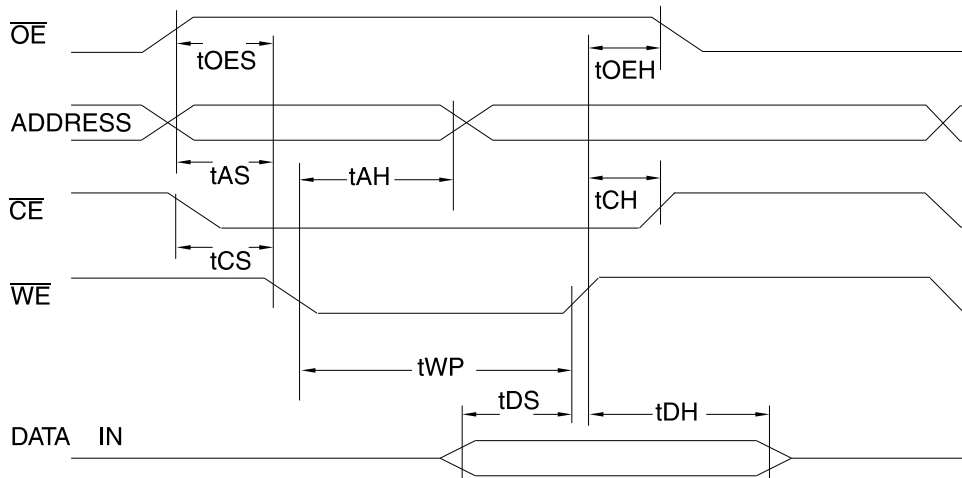 OE
tOES
tOEH
ADDRESS
tAS
tAH
tCH
CE
tCS
WE
tWP
tDS
tDH
DATA IN